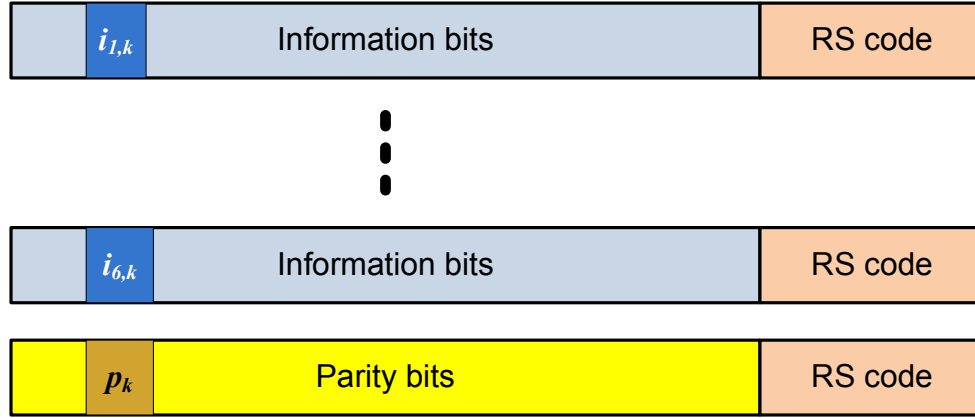 i1,k Information bits RS code
i6,k Information bits RS code
pk Parity bits RS code